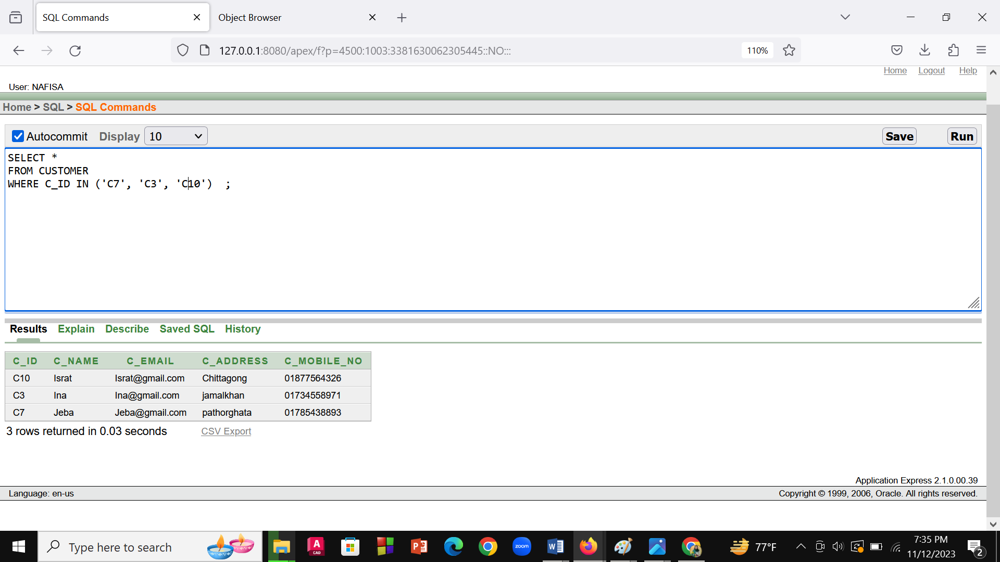 SQL Commands
Object Browser
127.0.0.1:8080/apex/f?p=4500:1003:3381630062305445::NO:::
110%
Home Logout Help
User: NAFISA
Home > SQL > SQL Commands
Autocommit Display 10 Save Run
SELECT *
FROM CUSTOMER
WHERE C_ID IN ('C7', 'C3', 'C10')  ;
Results Explain Describe Saved SQL History
C_ID C_NAME C_EMAIL C_ADDRESS C_MOBILE_NO
C10 Israt Israt@gmail.com Chittagong 01877564326
C3 Ina Ina@gmail.com jamalkhan 01734558971
C7 Jeba Jeba@gmail.com pathorghata 01785438893
3 rows returned in 0.03 seconds CSV Export
Application Express 2.1.0.00.39
Language: en-us Copyright © 1999, 2006, Oracle. All rights reserved.
Type here to search
A
CAD
P
zoom
W
77°F
7:35 PM
11/12/2023
2